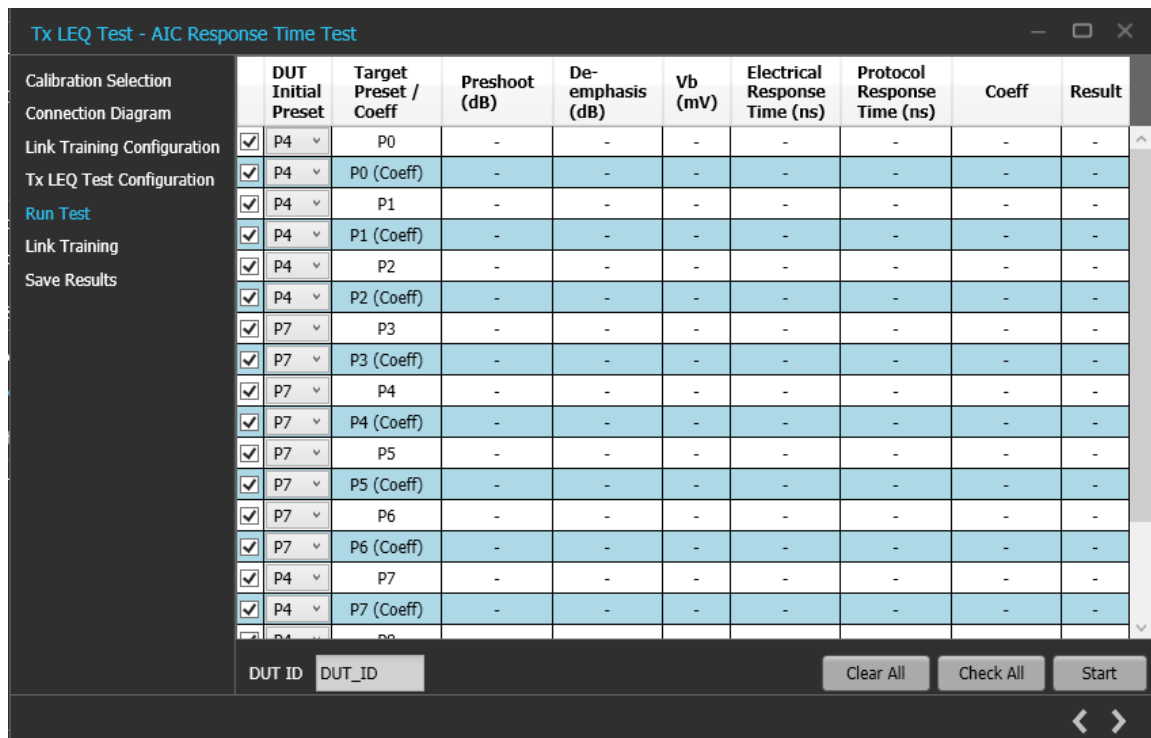 Tx LEQ Test - AIC Response Time Test
Calibration Selection
Connection Diagram
Link Training Configuration
Tx LEQ Test Configuration
Run Test
Link Training
Save Results
DUT Initial Preset Target Preset / Coeff Preshoot (dB) De-emphasis (dB) Vb (mV) Electrical Response Time (ns) Protocol Response Time (ns) Coeff Result
P4 P0 - - - - - - -
P4 P0 (Coeff) - - - - - - -
P4 P1 - - - - - - -
P4 P1 (Coeff) - - - - - - -
P4 P2 - - - - - - -
P4 P2 (Coeff) - - - - - - -
P7 P3 - - - - - - -
P7 P3 (Coeff) - - - - - - -
P7 P4 - - - - - - -
P7 P4 (Coeff) - - - - - - -
P7 P5 - - - - - - -
P7 P5 (Coeff) - - - - - - -
P7 P6 - - - - - - -
P7 P6 (Coeff) - - - - - - -
P4 P7 - - - - - - -
P4 P7 (Coeff) - - - - - - -
DUT ID DUT_ID Clear All Check All Start